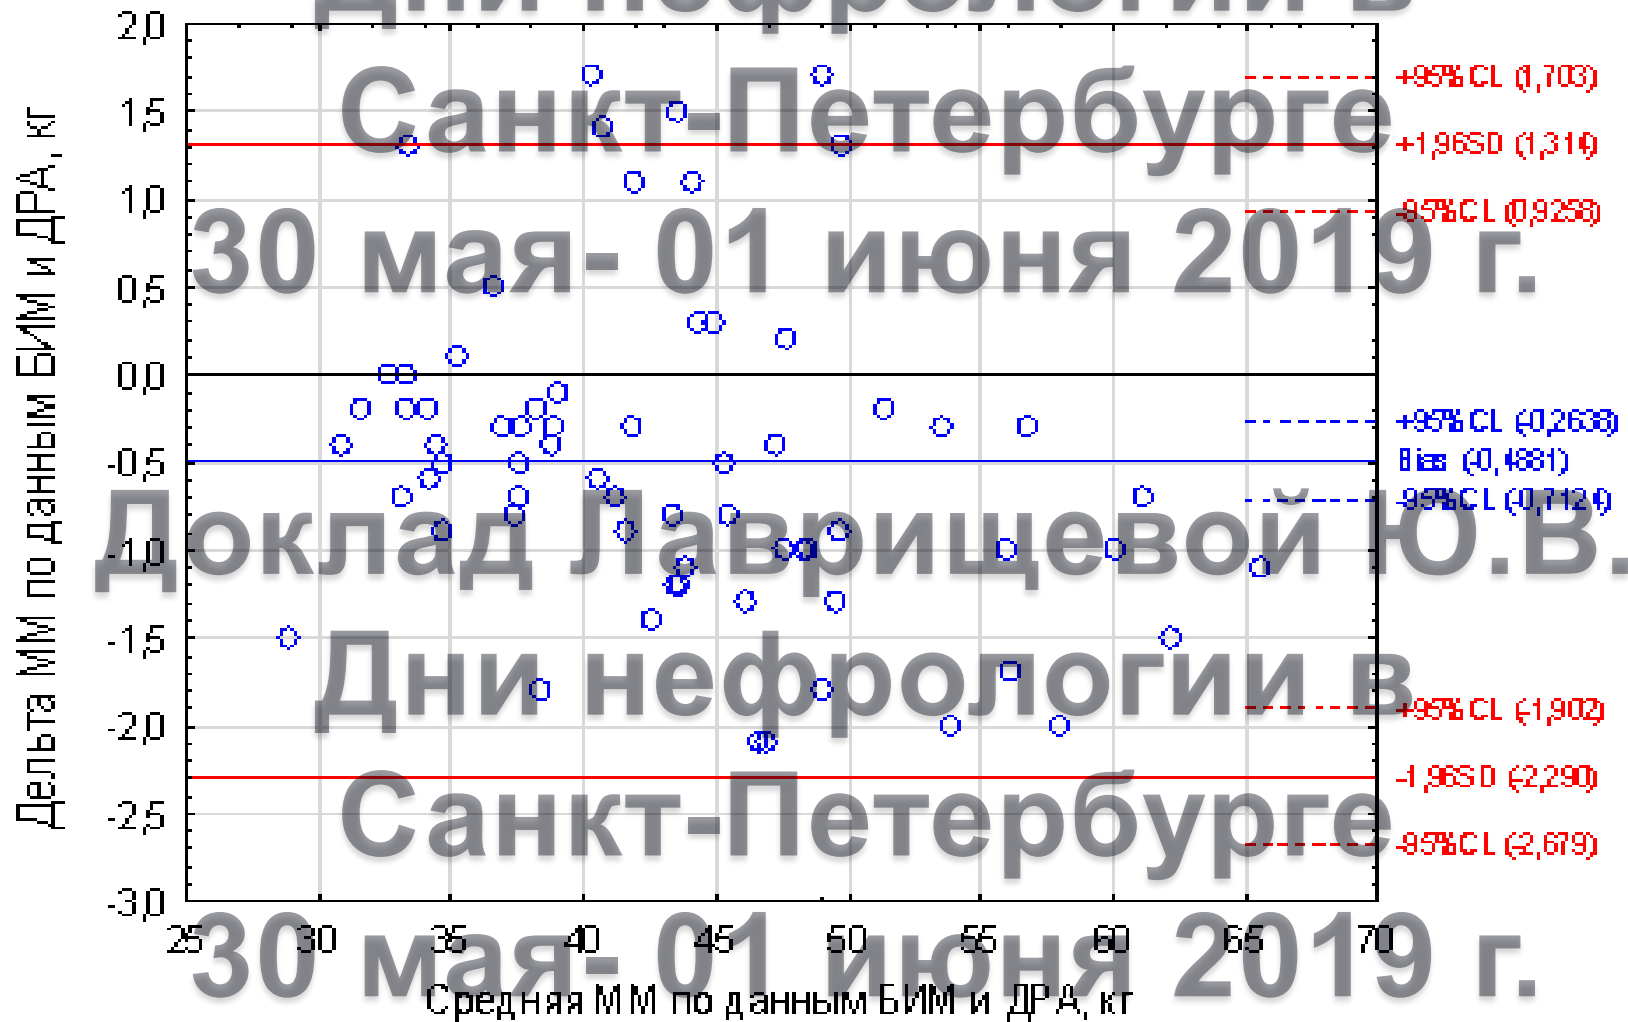 Дни нефрологии в
Санкт-Петербурге
30 мая- 01 июня 2019 г.
Доклад Лаврищевой Ю.В.
Дни нефрологии в
Санкт-Петербурге
30 мая- 01 июня 2019 г.
Дельта ММ по данным БИМ и ДРА, кг
2,0
1,5
1,0
0,5
0,0
-0,5
-1,0
-1,5
-2,0
-2,5
-3,0
25 30 35 40 45 50 55 60 65 70
Средняя ММ по данным БИМ и ДРА, кг
+95% CL (1,703)
+1,96SD (1,314)
-95% CL (0,9258)
+95% CL (-0,2638)
Bias (-0,4881)
-95% CL (-0,7124)
+95% CL (-1,902)
-1,96SD (-2,290)
-95% CL (-2,679)